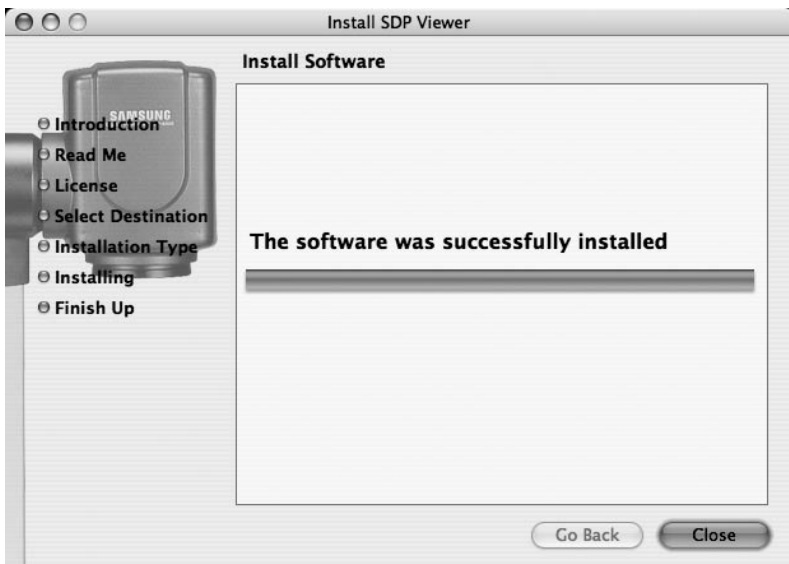 Install SDP Viewer
Install Software
SAMSUNG
Introduction
Read Me
License
Select Destination
Installation Type
Installing
Finish Up
The software was successfully installed
Go Back
Close